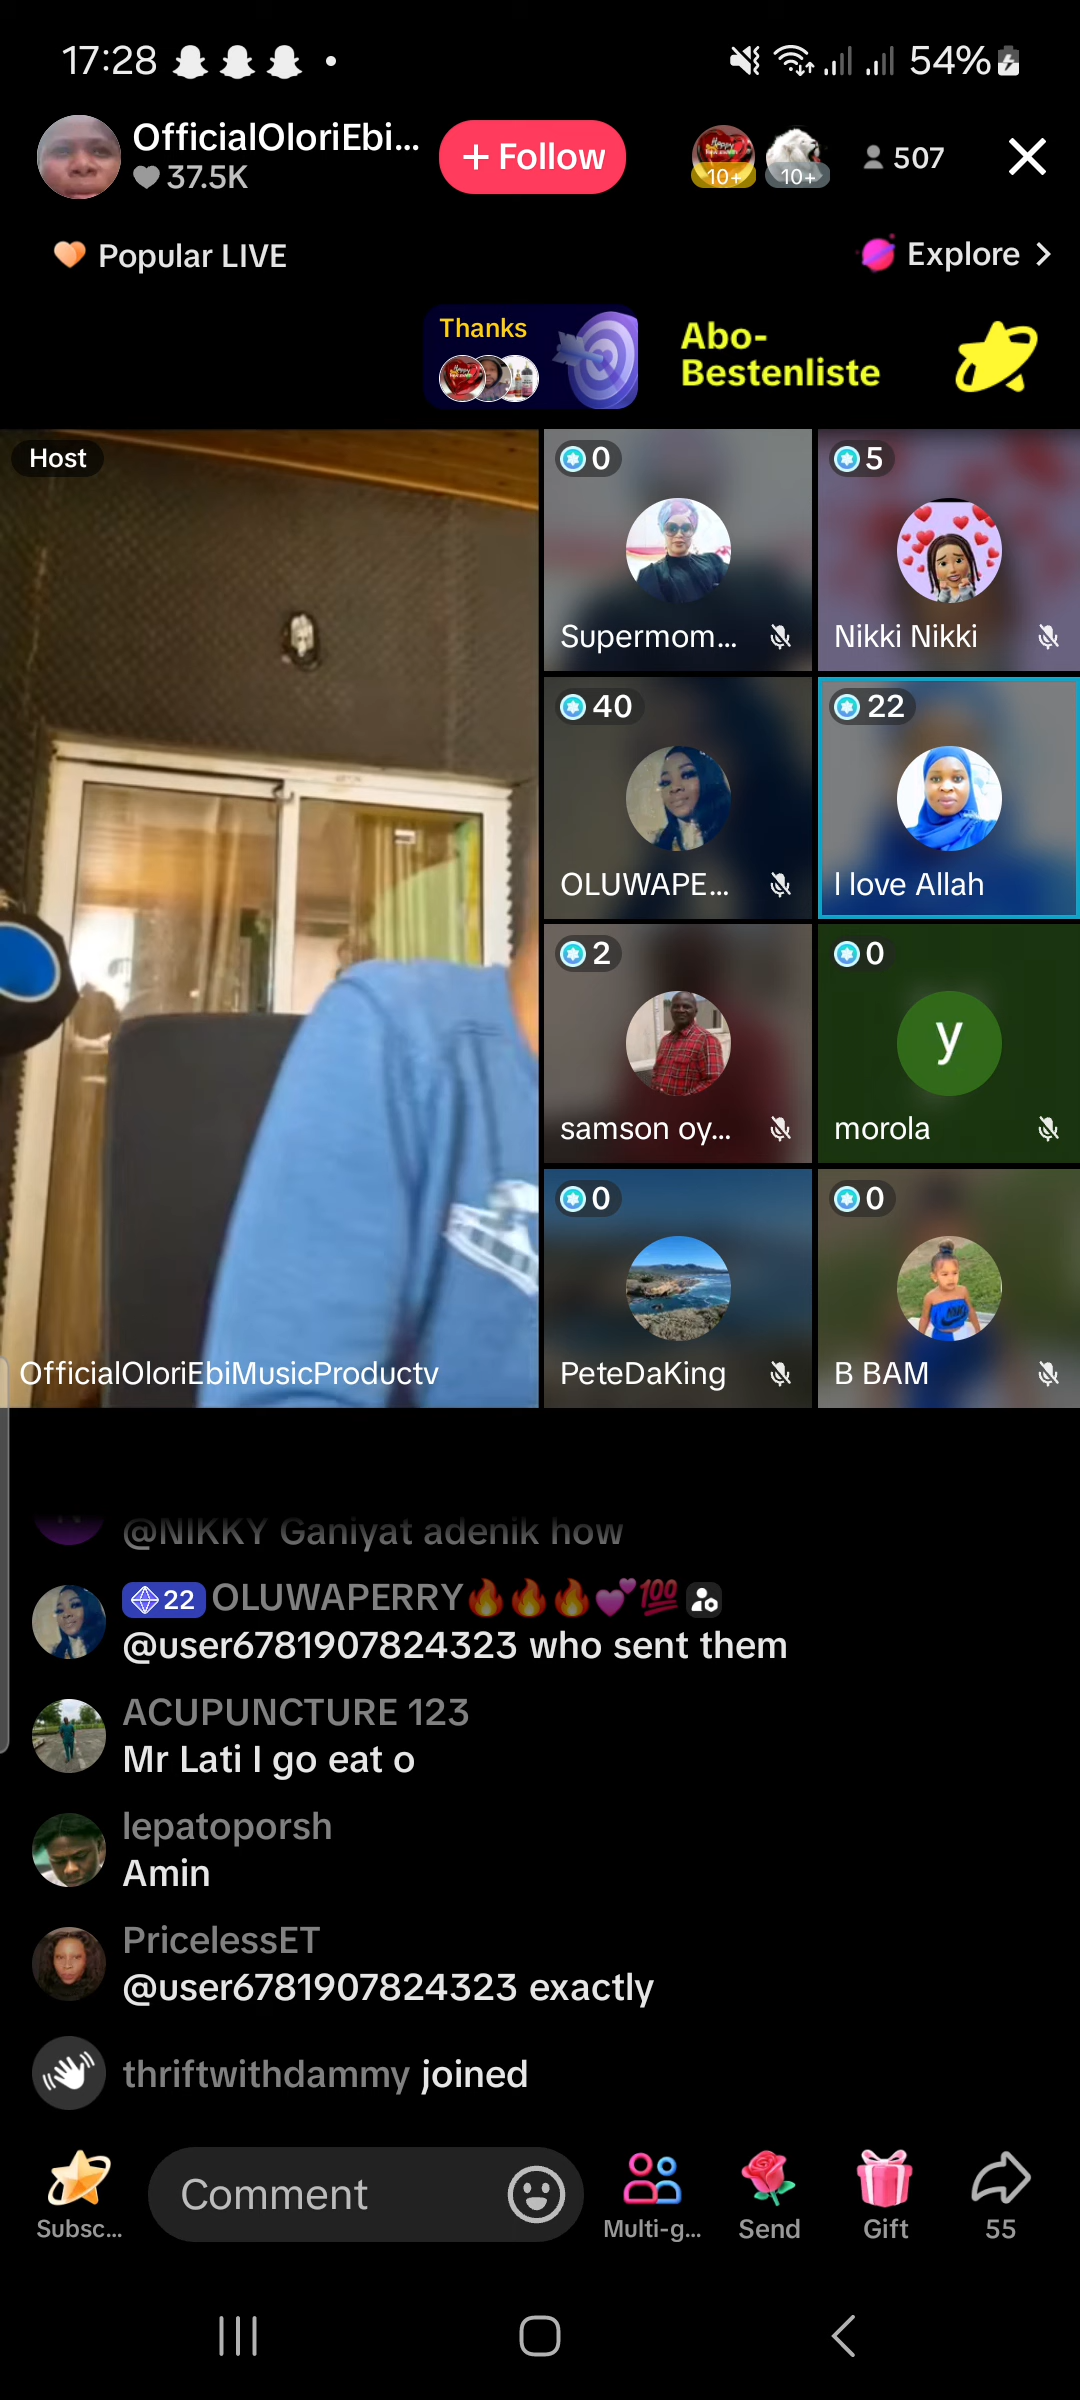 17:28
54%
OfficialOloriEbi...
37.5K
+ Follow
10+
10+
507
Popular LIVE
Explore
Thanks
Abo-
Bestenliste
Host
0
5
Supermom...
Nikki Nikki
40
22
OLUWAPE...
I love Allah
2
0
y
samson oy...
morola
0
0
OfficialOloriEbiMusicProductv
PeteDaKing
B BAM
@NIKKY Ganiyat adenik how
22 OLUWAPERRY🔥🔥🔥💕💯
@user6781907824323 who sent them
ACUPUNCTURE 123
Mr Lati I go eat o
lepatoporsh
Amin
PricelessET
@user6781907824323 exactly
thriftwithdammy joined
Comment
Subsc...
Multi-g...
Send
Gift
55